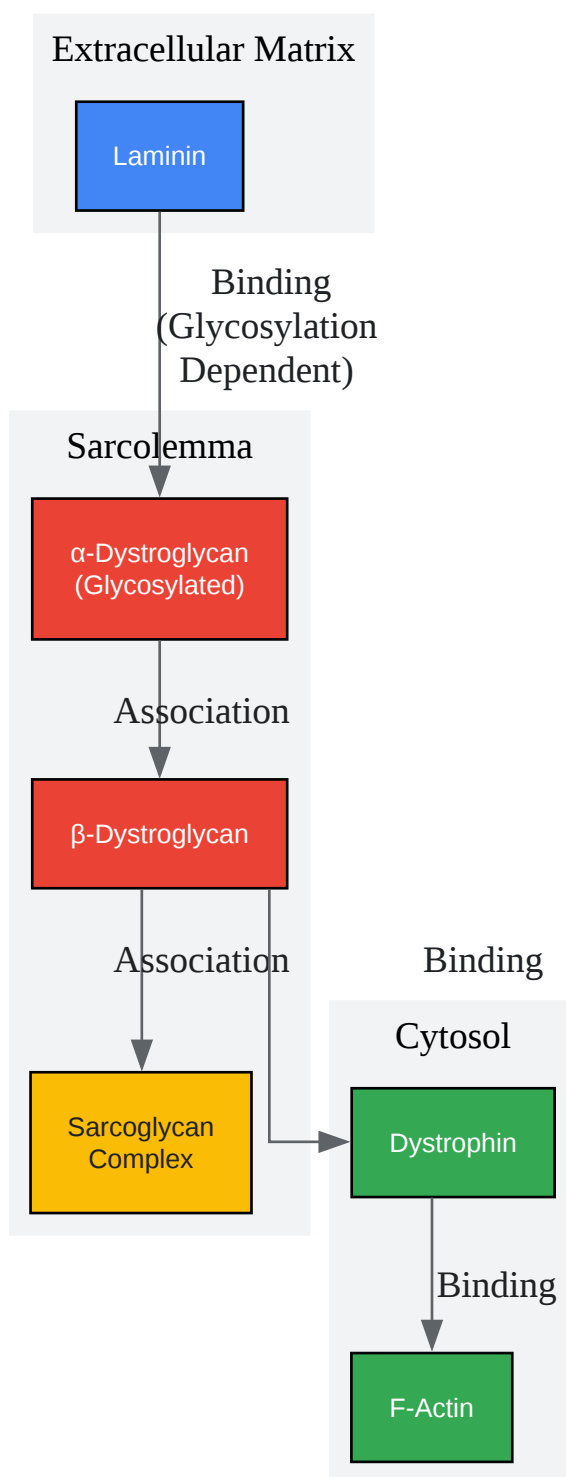 Extracellular Matrix
Laminin
Binding
(Glycosylation
Dependent)
Sarcolemma
α-Dystroglycan
(Glycosylated)
Association
β-Dystroglycan
Association
Binding
Cytosol
Sarcoglycan
Complex
Dystrophin
Binding
F-Actin